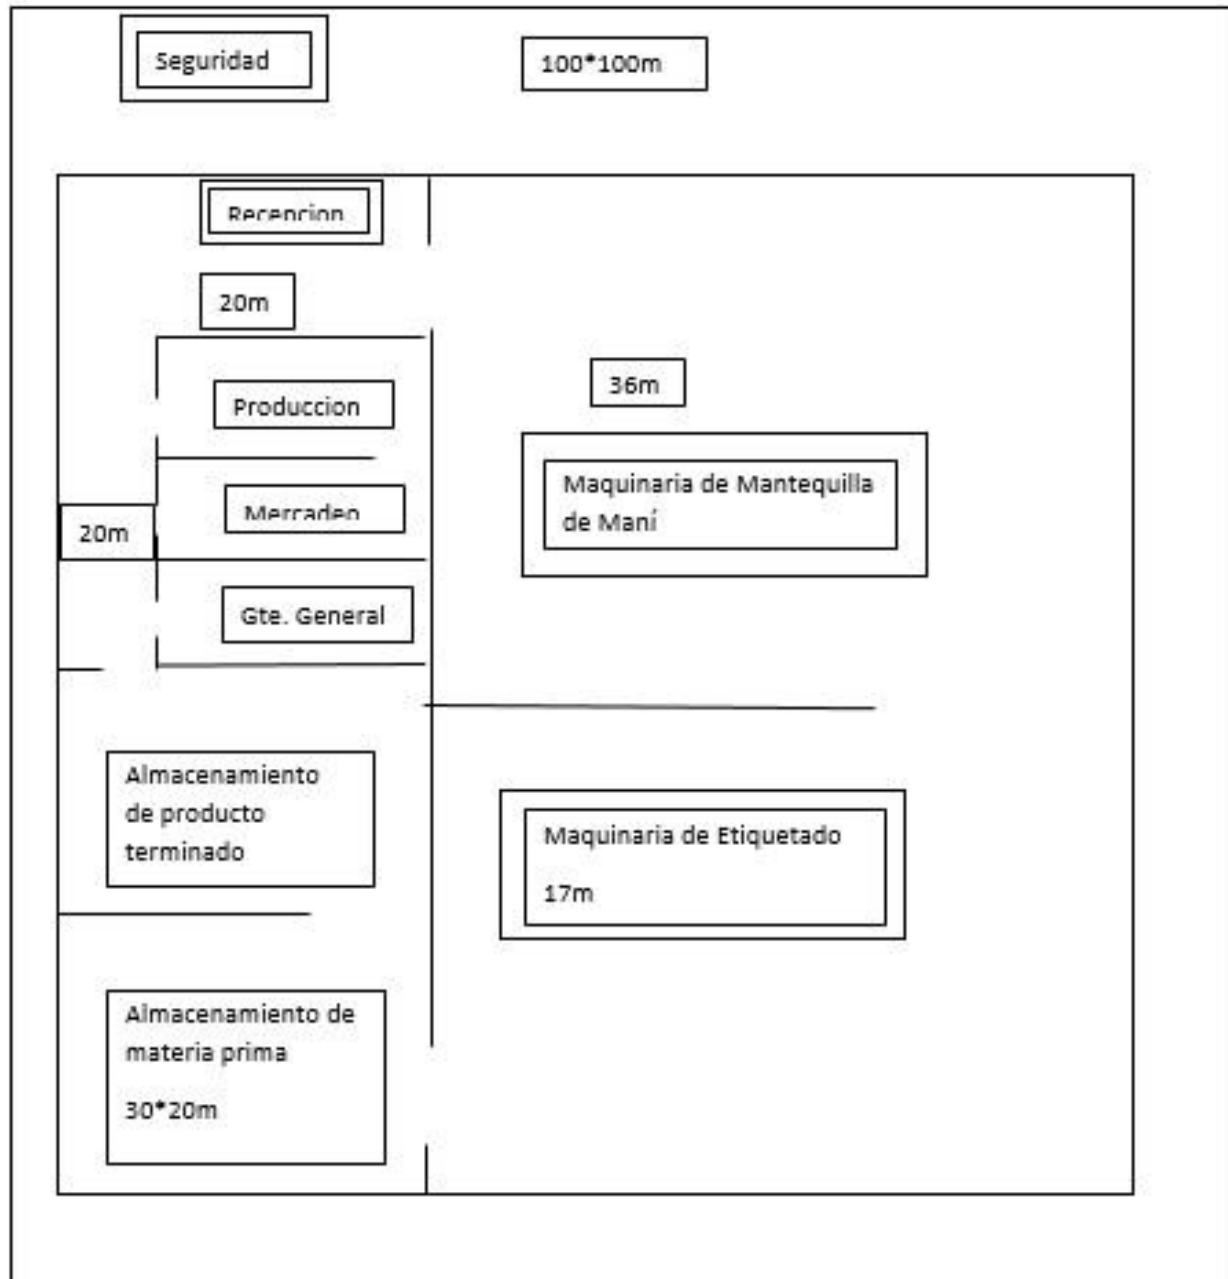 Seguridad
100*100m
Recepcion
20m
36m
Produccion
Maquinaria de Mantequilla
de Maní
Mercadeo
20m
Gte. General
Almacenamiento
de producto
terminado
Maquinaria de Etiquetado
17m
Almacenamiento de
materia prima
30*20m